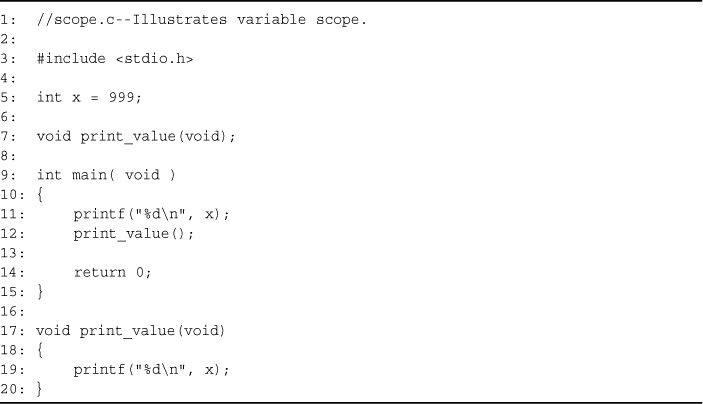 1: //scope.c--Illustrates variable scope.
2:
3: #include <stdio.h>
4:
5: int x = 999;
6:
7: void print_value(void);
8:
9: int main( void )
10: {
11:     printf("%d\n", x);
12:     print_value();
13:
14:     return 0;
15: }
16:
17: void print_value(void)
18: {
19:     printf("%d\n", x);
20: }